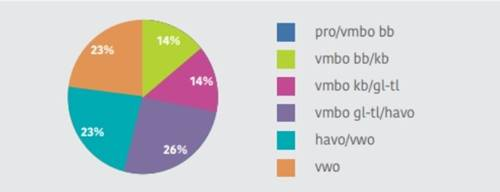 23%
14%
14%
23%
26%
pro/vmbo bb
vmbo bb/kb
vmbo kb/gl-tl
vmbo gl-tl/havo
havo/vwo
vwo